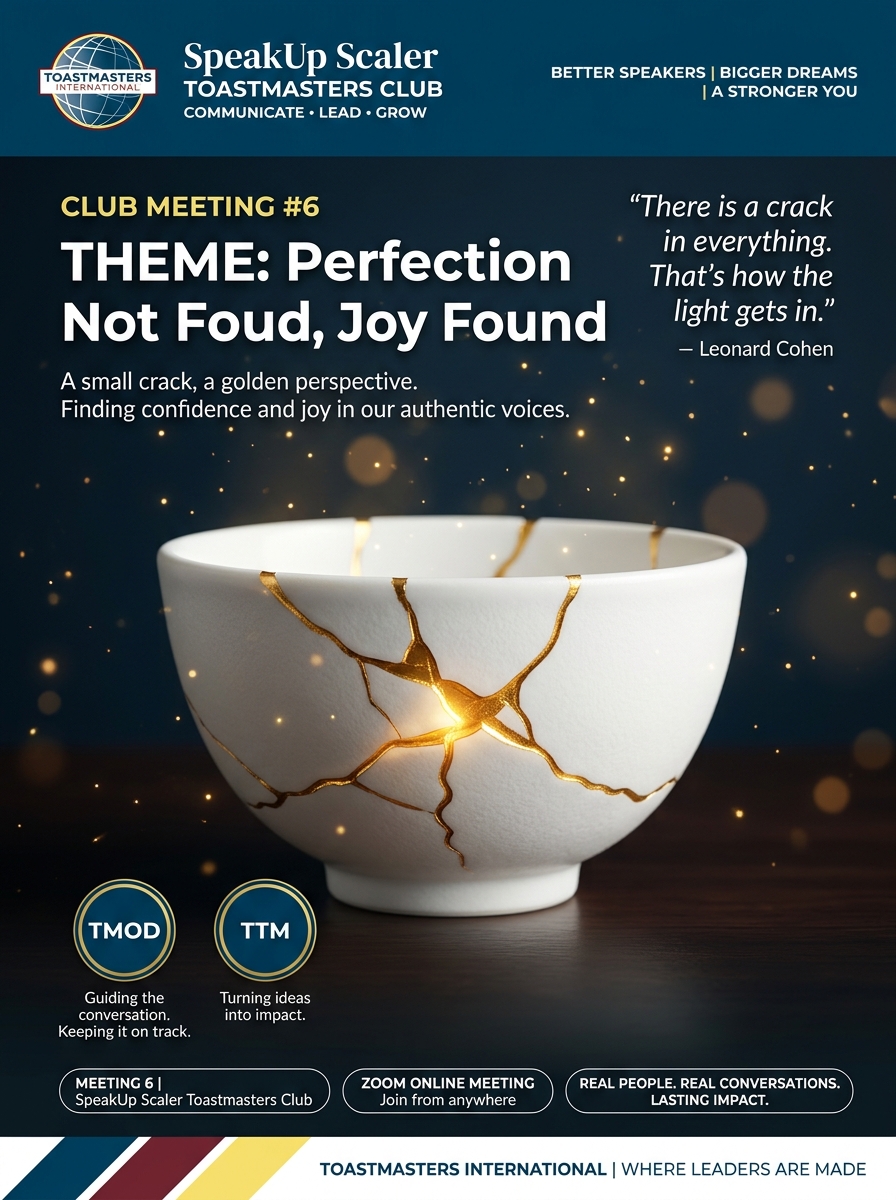 TOASTMASTERS
INTERNATIONAL
SpeakUp Scaler
TOASTMASTERS CLUB
COMMUNICATE • LEAD • GROW
BETTER SPEAKERS | BIGGER DREAMS
| A STRONGER YOU
CLUB MEETING #6
THEME: Perfection
Not Foud, Joy Found
A small crack, a golden perspective.
Finding confidence and joy in our authentic voices.
“There is a crack
in everything.
That’s how the
light gets in.”
— Leonard Cohen
TMOD
Guiding the
conversation.
Keeping it on track.
TTM
Turning ideas
into impact.
MEETING 6 |
SpeakUp Scaler Toastmasters Club
ZOOM ONLINE MEETING
Join from anywhere
REAL PEOPLE. REAL CONVERSATIONS.
LASTING IMPACT.
TOASTMASTERS INTERNATIONAL | WHERE LEADERS ARE MADE